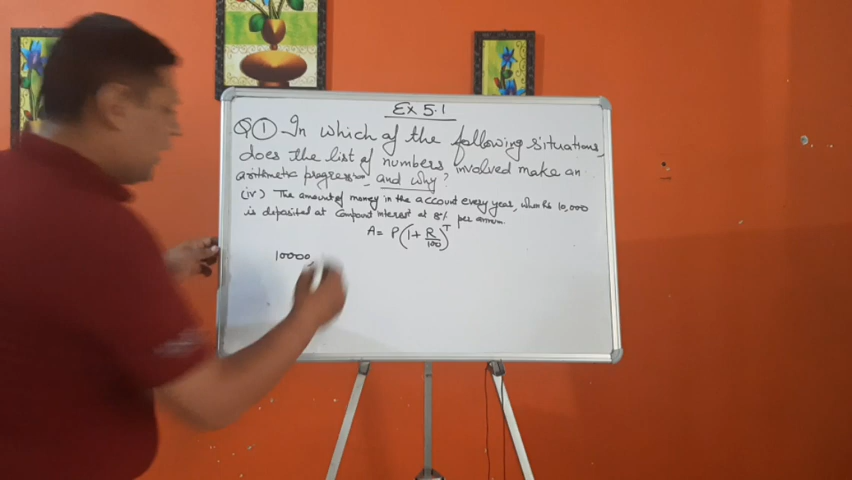 Ex 5.1
Q ① In which of the following situations,
does the list of numbers involved make an
arithmetic progression, and why?
(iv) The amount of money in the account every year, when Rs 10,000
is deposited at Compound interest at 8% per annum.
A = P(1 + R/100)^T
10000,